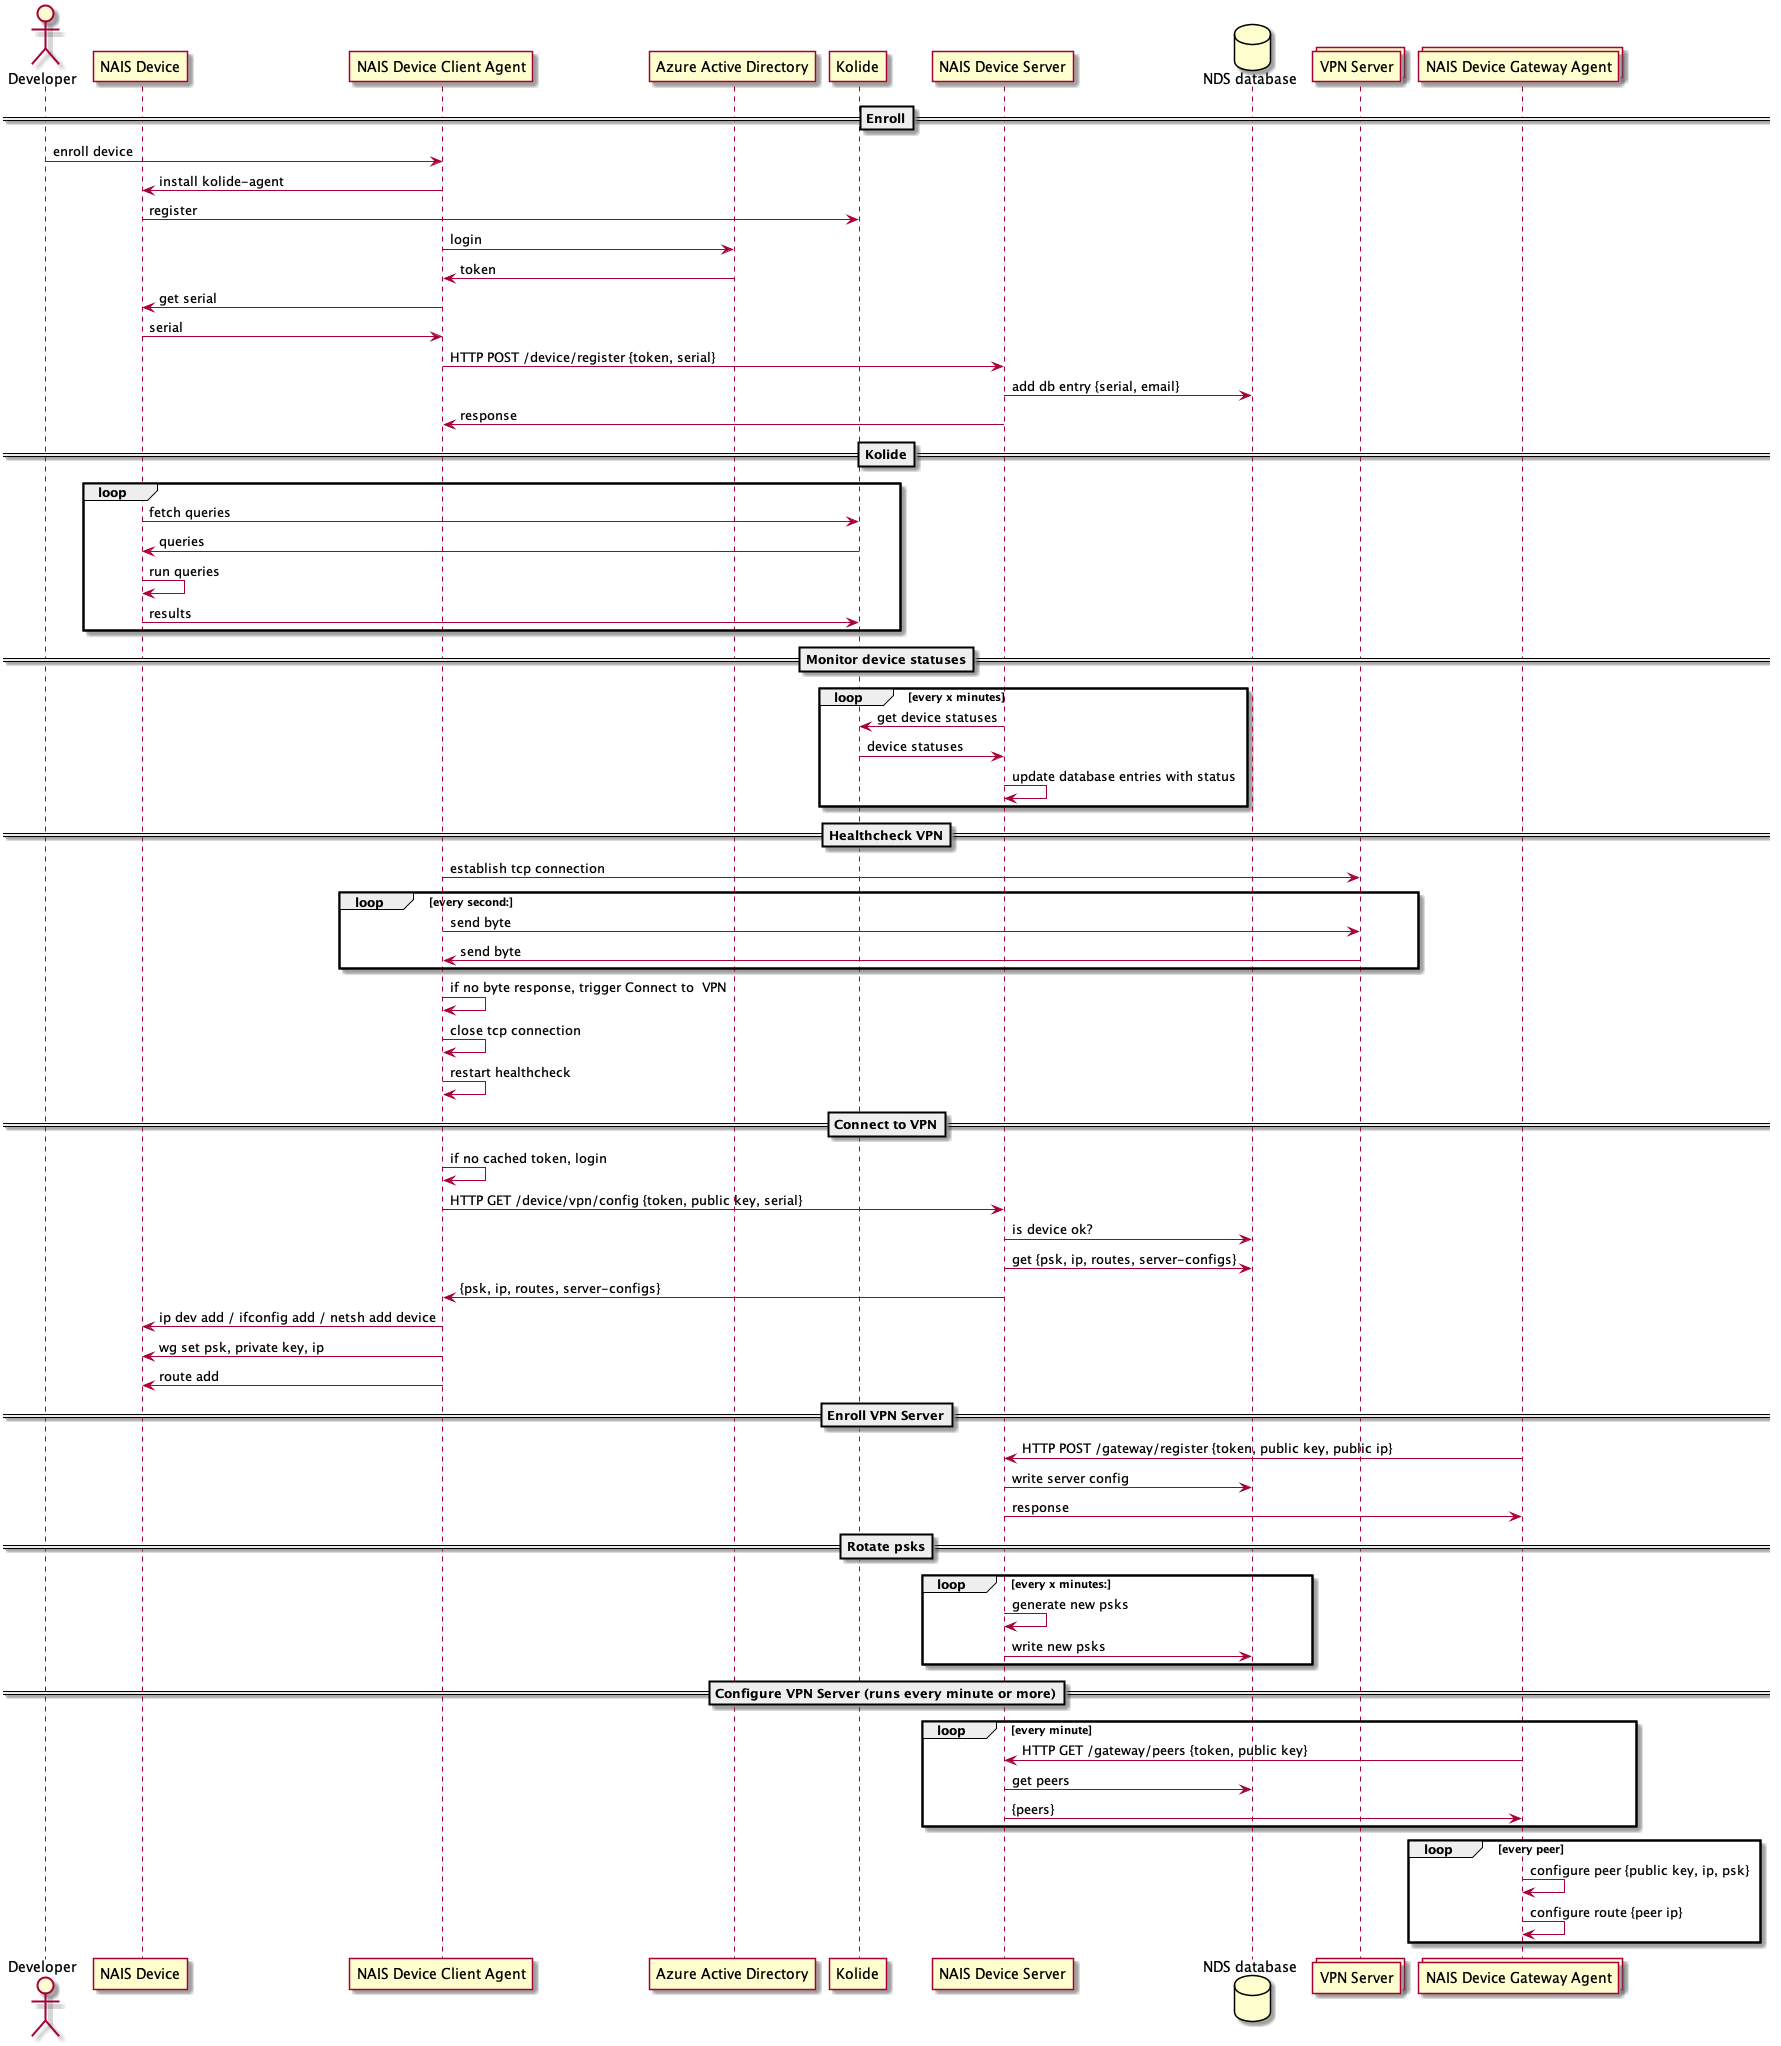 Developer
NAIS Device
NAIS Device Client Agent
Azure Active Directory
Kolide
NAIS Device Server
NDS database
VPN Server
NAIS Device Gateway Agent
Enroll
enroll device
install kolide-agent
register
login
token
get serial
serial
HTTP POST /device/register {token, serial}
add db entry {serial, email}
response
Kolide
loop
fetch queries
queries
run queries
results
Monitor device statuses
loop [every x minutes]
get device statuses
device statuses
update database entries with status
Healthcheck VPN
establish tcp connection
loop [every second:]
send byte
send byte
if no byte response, trigger Connect to  VPN
close tcp connection
restart healthcheck
Connect to VPN
if no cached token, login
HTTP GET /device/vpn/config {token, public key, serial}
is device ok?
get {psk, ip, routes, server-configs}
{psk, ip, routes, server-configs}
ip dev add / ifconfig add / netsh add device
wg set psk, private key, ip
route add
Enroll VPN Server
HTTP POST /gateway/register {token, public key, public ip}
write server config
response
Rotate psks
loop [every x minutes:]
generate new psks
write new psks
Configure VPN Server (runs every minute or more)
loop [every minute]
HTTP GET /gateway/peers {token, public key}
get peers
{peers}
loop [every peer]
configure peer {public key, ip, psk}
configure route {peer ip}
Developer
NAIS Device
NAIS Device Client Agent
Azure Active Directory
Kolide
NAIS Device Server
NDS database
VPN Server
NAIS Device Gateway Agent